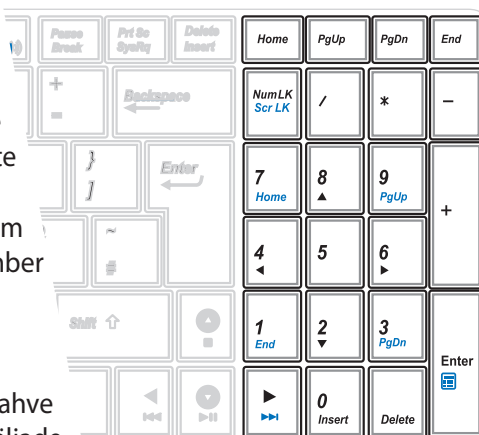 Pause Prt Sc Delete Home PgUp PgDn End
Break SysRq Insert
+ Backspace NumLK / * −
= Scr LK
te
} Enter 7 8 9 +
] Home ▲ PgUp
m ~ 4 5 6
nber # ◀ ▶
Shift ⇧ 1 2 3
End ▼ PgDn
Enter
ahve 0
Insert Delete